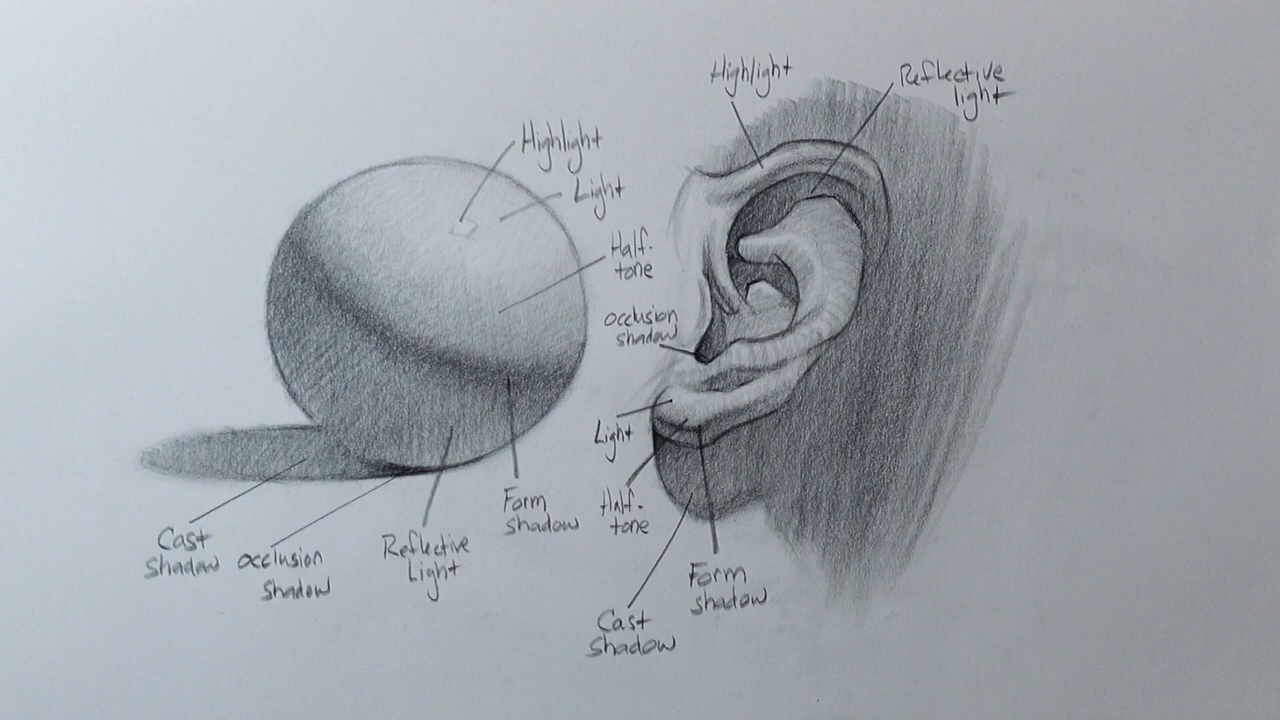 Highlight
Light
Half-
tone
Form
shadow
Reflective
Light
occlusion
shadow
Cast
shadow
Highlight
Reflective
light
occlusion
shadow
Light
Half-
tone
Form
shadow
Cast
shadow